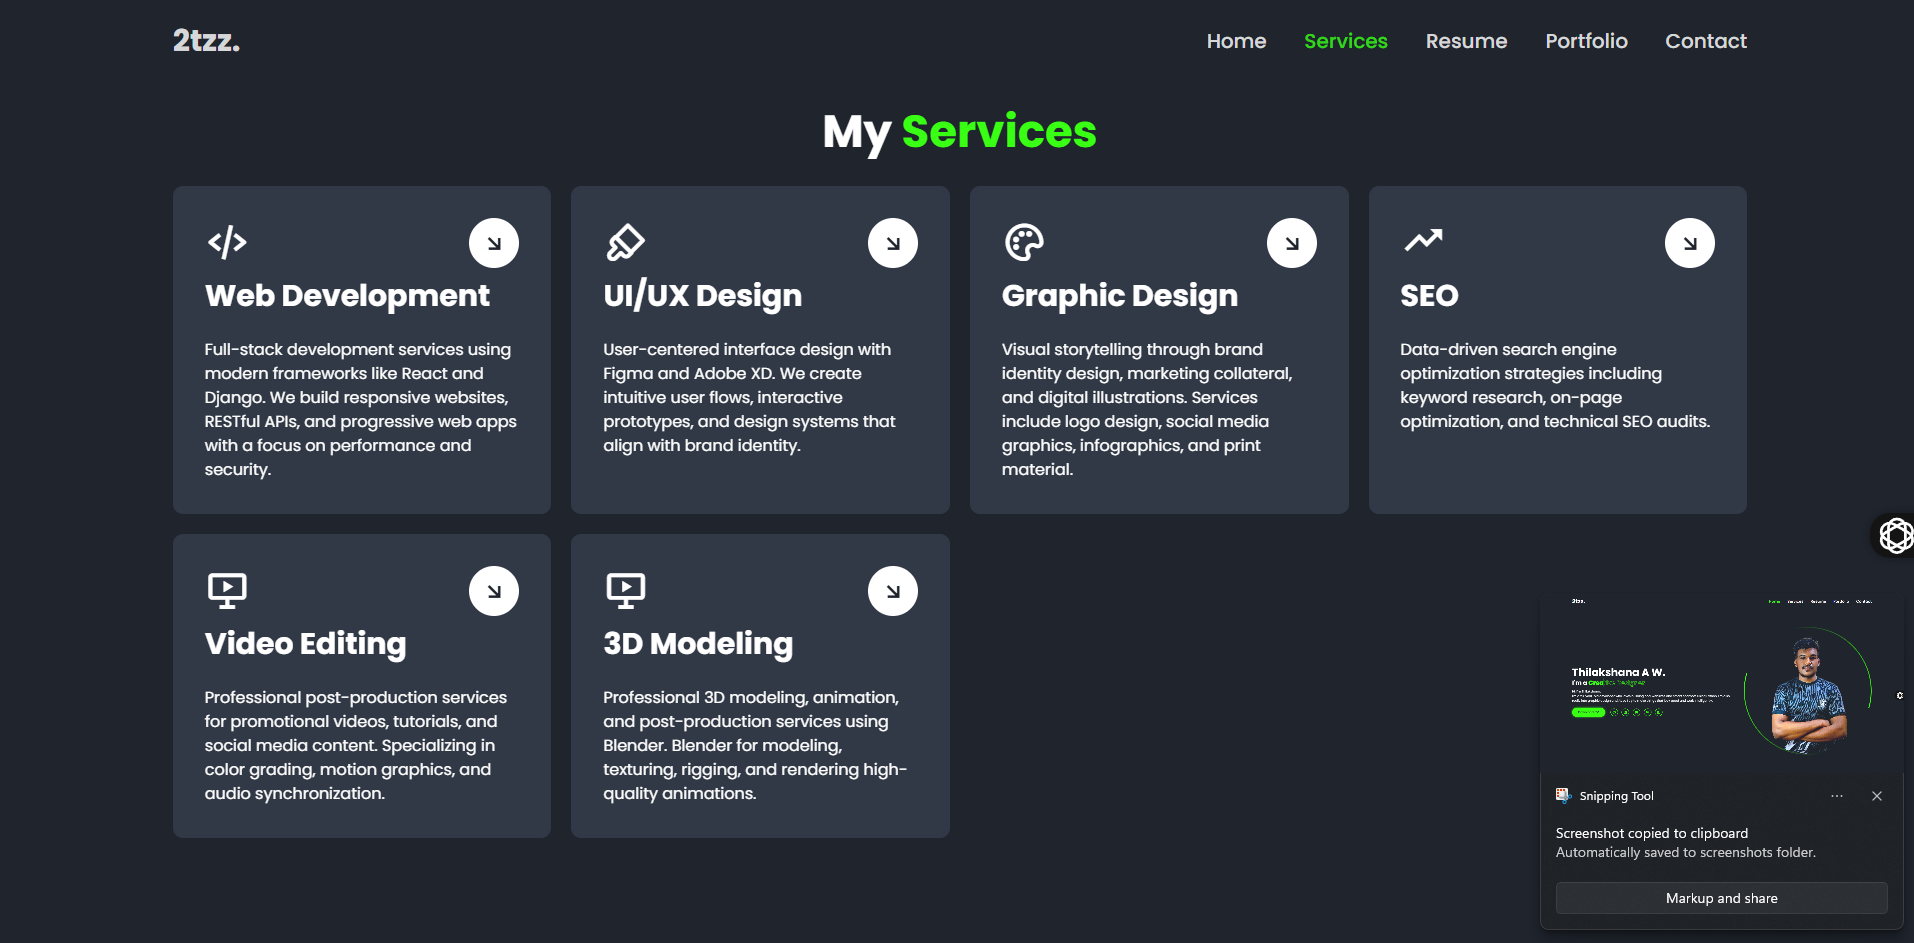 2tzz.
Home
Services
Resume
Portfolio
Contact
My Services
Web Development
Full-stack development services using
modern frameworks like React and
Django. We build responsive websites,
RESTful APIs, and progressive web apps
with a focus on performance and
security.
UI/UX Design
User-centered interface design with
Figma and Adobe XD. We create
intuitive user flows, interactive
prototypes, and design systems that
align with brand identity.
Graphic Design
Visual storytelling through brand
identity design, marketing collateral,
and digital illustrations. Services
include logo design, social media
graphics, infographics, and print
material.
SEO
Data-driven search engine
optimization strategies including
keyword research, on-page
optimization, and technical SEO audits.
Video Editing
Professional post-production services
for promotional videos, tutorials, and
social media content. Specializing in
color grading, motion graphics, and
audio synchronization.
3D Modeling
Professional 3D modeling, animation,
and post-production services using
Blender. Blender for modeling,
texturing, rigging, and rendering high-
quality animations.
2tzz.
Home
Services
Resume
Portfolio
Contact
Thilakshana A W.
I'm a
Snipping Tool
Screenshot copied to clipboard
Automatically saved to screenshots folder.
Markup and share